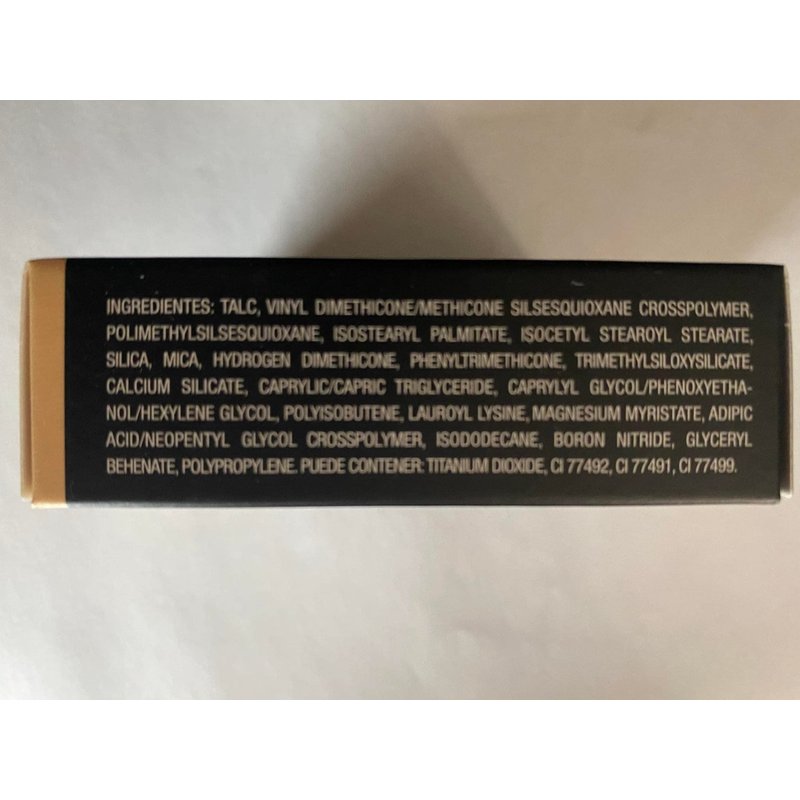 INGREDIENTES: TALC, VINYL DIMETHICONE/METHICONE SILSESQUIOXANE CROSSPOLYMER,
POLIMETHYLSILSESQUIOXANE, ISOSTEARYL PALMITATE, ISOCETYL STEAROYL STEARATE,
SILICA, MICA, HYDROGEN DIMETHICONE, PHENYLTRIMETHICONE, TRIMETHYLSILOXYSILICATE,
CALCIUM SILICATE, CAPRYLIC/CAPRIC TRIGLYCERIDE, CAPRYLYL GLYCOL/PHENOXYETHA-
NOL/HEXYLENE GLYCOL, POLYISOBUTENE, LAUROYL LYSINE, MAGNESIUM MYRISTATE, ADIPIC
ACID/NEOPENTYL GLYCOL CROSSPOLYMER, ISODODECANE, BORON NITRIDE, GLYCERYL
BEHENATE, POLYPROPYLENE. PUEDE CONTENER: TITANIUM DIOXIDE, CI 77492, CI 77491, CI 77499.